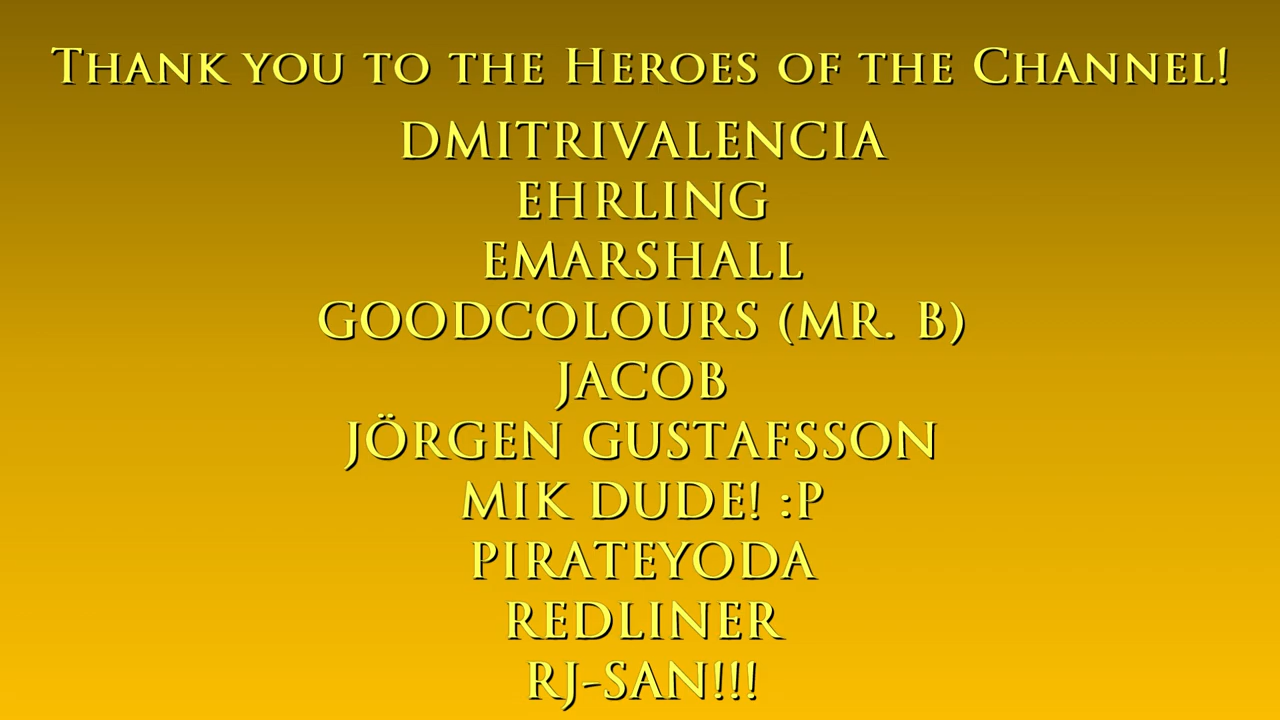 Thank you to the Heroes of the Channel!
DMITRIVALENCIA
EHRLING
EMARSHALL
GOODCOLOURS (MR. B)
JACOB
JÖRGEN GUSTAFSSON
MIK DUDE! :P
PIRATEYODA
REDLINER
RJ-SAN!!!